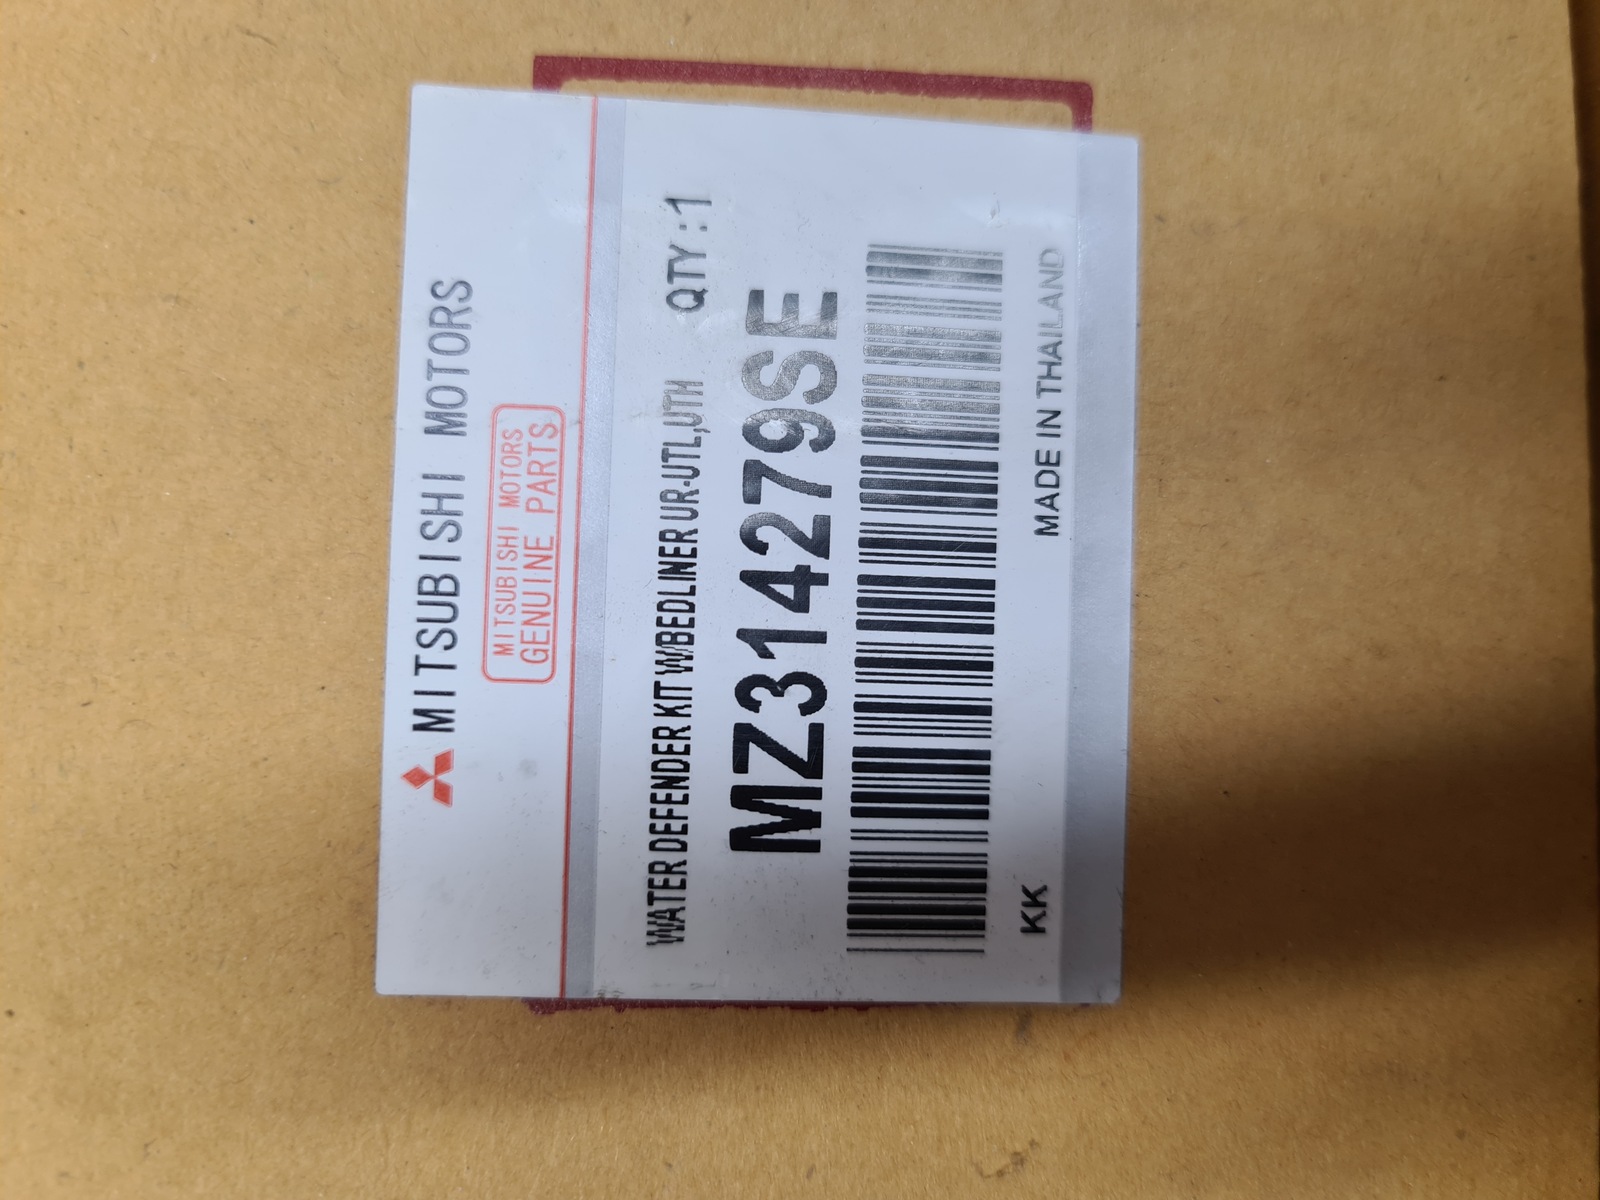 MITSUBISHI MOTORS
MITSUBISHI MOTORS
GENUINE PARTS
WATER DEFENDER KIT W/BEDLINER UR-UTL,UTH QTY : 1
MZ314279SE
KK MADE IN THAILAND